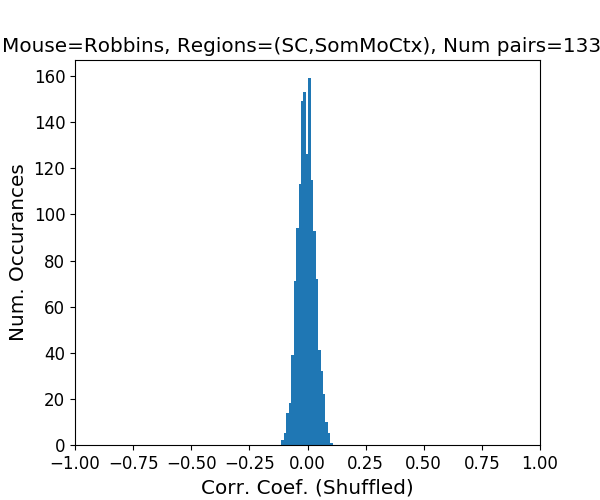 Mouse=Robbins, Regions=(SC,SomMoCtx), Num pairs=133
160
140
120
100
80
60
40
20
0
Num. Occurances
−1.00 −0.75 −0.50 −0.25 0.00 0.25 0.50 0.75 1.00
Corr. Coef. (Shuffled)